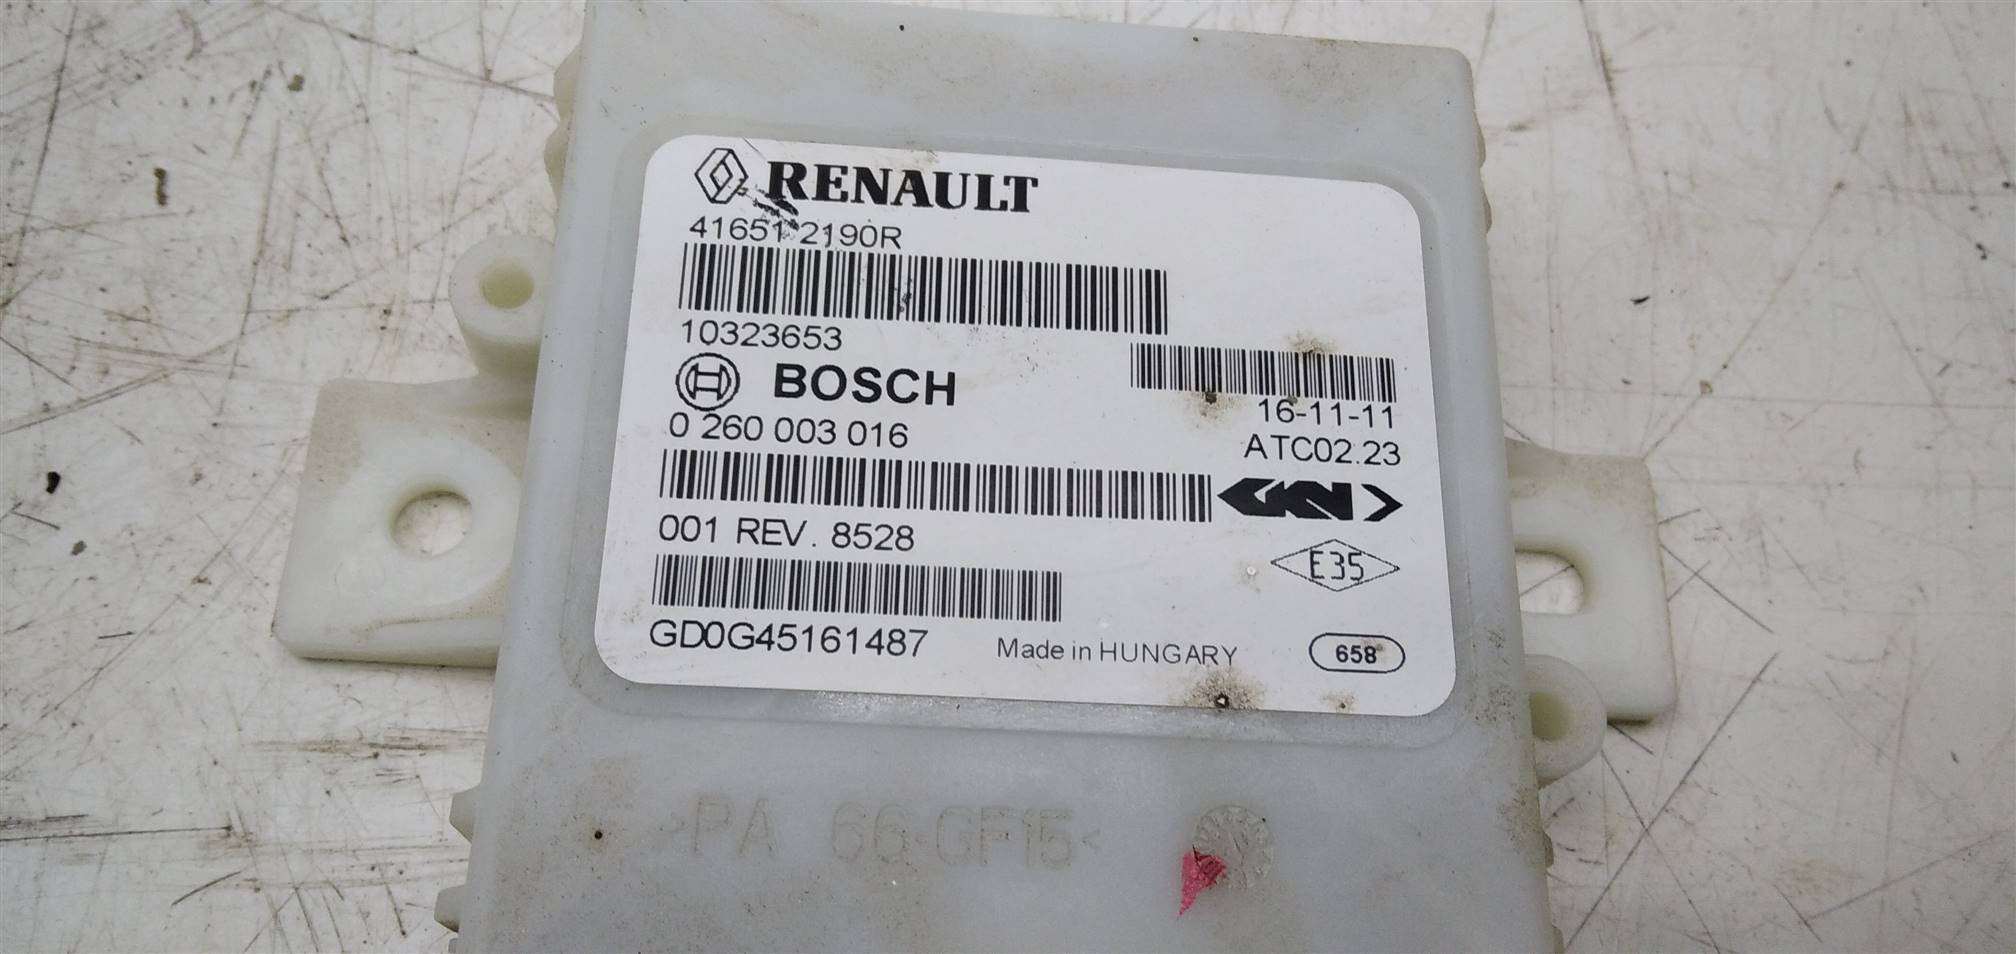 RENAULT
41651 2190R
10323653
BOSCH
16-11-11
0 260 003 016
ATC02.23
GKN
001 REV. 8528
E35
GD0G45161487
Made in HUNGARY
658
>PA 66-GF15<